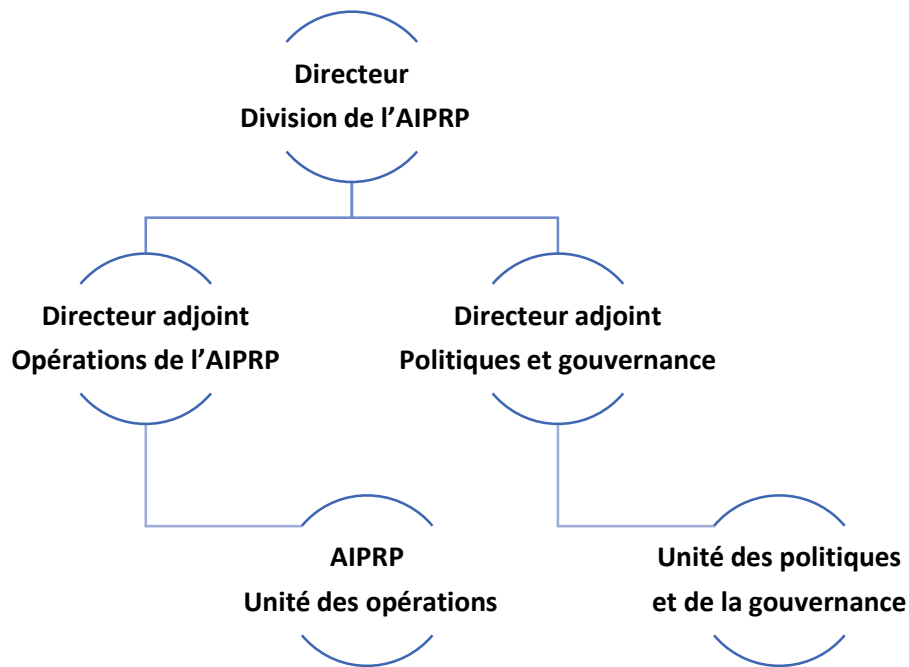 Directeur
Division de l’AIPRP
Directeur adjoint
Opérations de l’AIPRP
Directeur adjoint
Politiques et gouvernance
AIPRP
Unité des opérations
Unité des politiques
et de la gouvernance